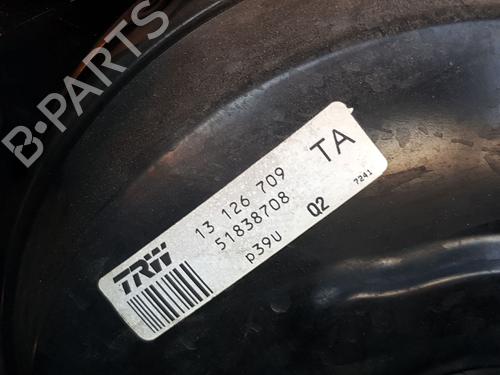 B-PARTS
TRW
13 126 709 TA
51838708
p39u Q2 7241